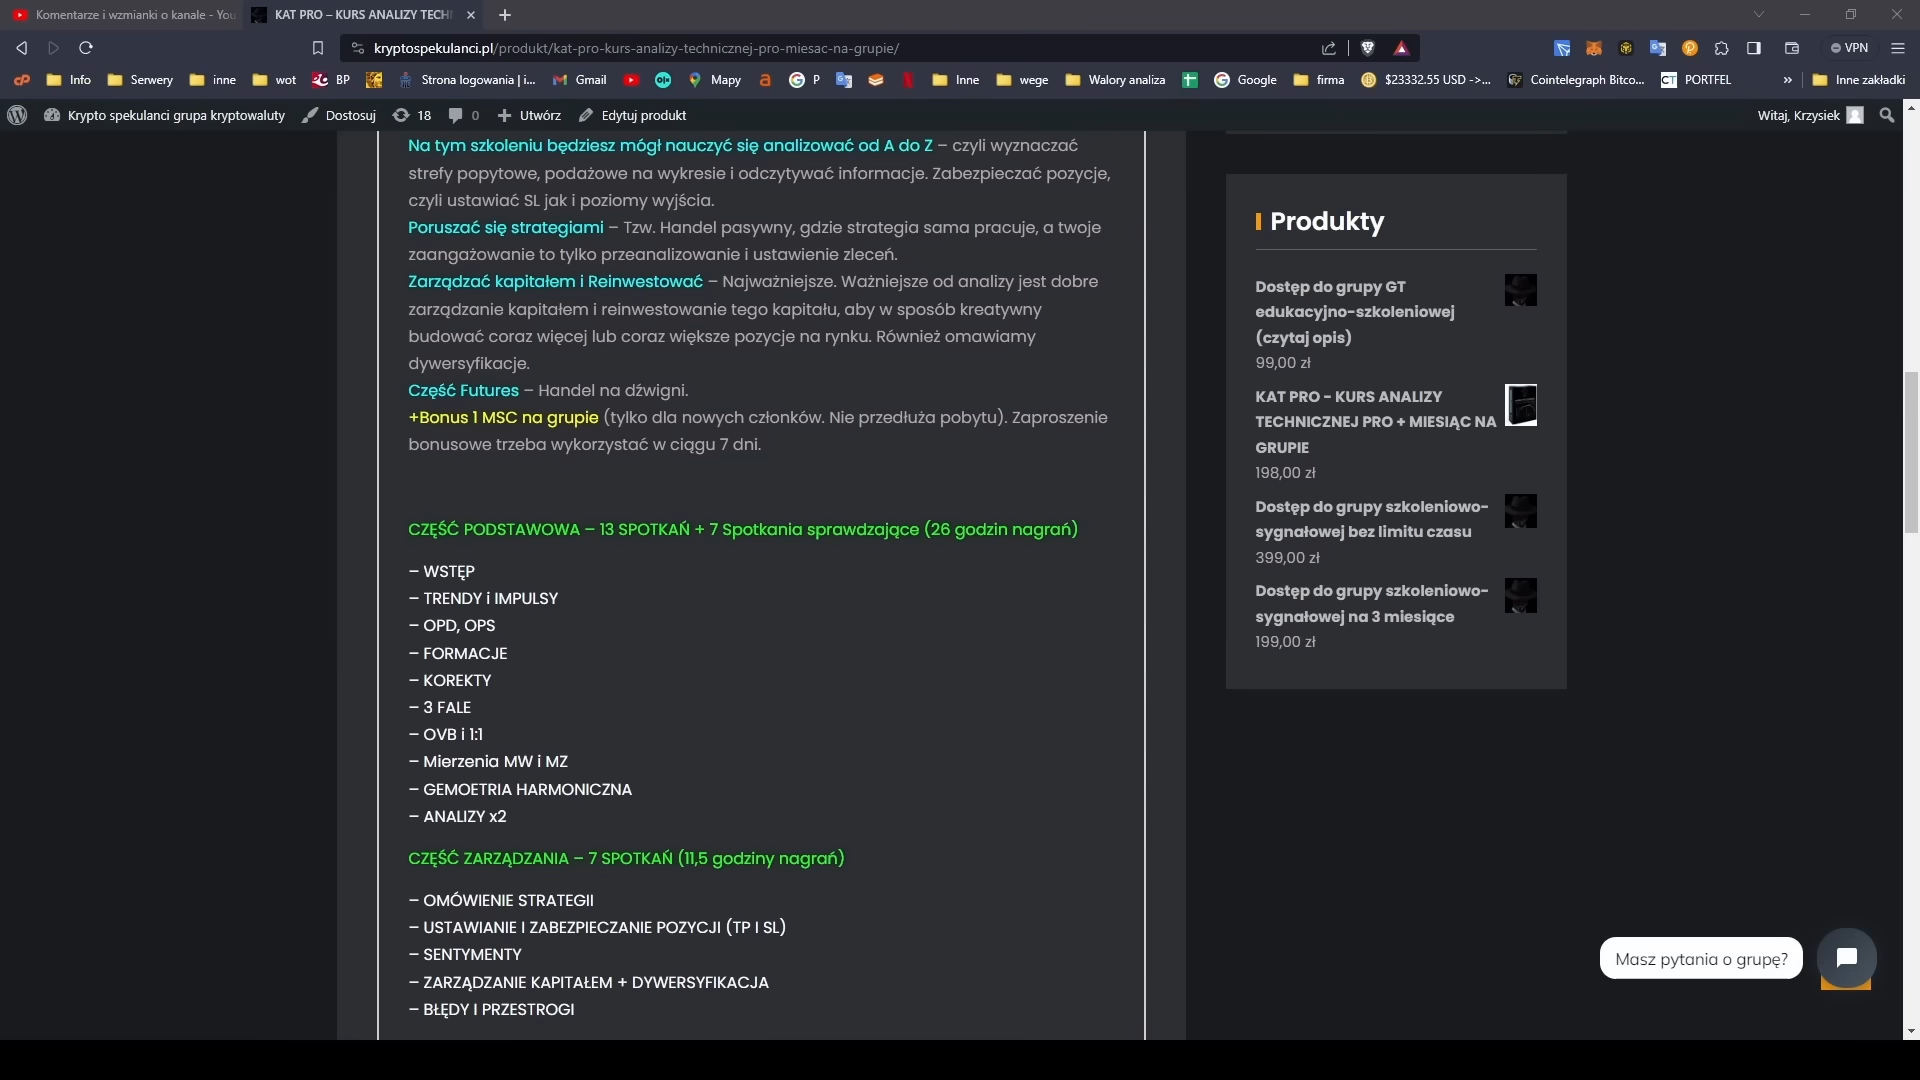 Komentarze i wzmianki o kanale - You
KAT PRO – KURS ANALIZY TECHN
kryptospekulanci.pl/produkt/kat-pro-kurs-analizy-technicznej-pro-miesac-na-grupie/
VPN
Info
Serwery
inne
wot
BP
Strona logowania | i...
Gmail
Mapy
P
Inne
wege
Walory analiza
Google
firma
$23332.55 USD ->...
Cointelegraph Bitco...
CT PORTFEL
»
Inne zakładki
Krypto spekulanci grupa kryptowaluty
Dostosuj
18
0
Utwórz
Edytuj produkt
Witaj, Krzysiek
Na tym szkoleniu będziesz mógł nauczyć się analizować od A do Z – czyli wyznaczać
strefy popytowe, podażowe na wykresie i odczytywać informacje. Zabezpieczać pozycje,
czyli ustawiać SL jak i poziomy wyjścia.
Poruszać się strategiami – Tzw. Handel pasywny, gdzie strategia sama pracuje, a twoje
zaangażowanie to tylko przeanalizowanie i ustawienie zleceń.
Zarządzać kapitałem i Reinwestować – Najważniejsze. Ważniejsze od analizy jest dobre
zarządzanie kapitałem i reinwestowanie tego kapitału, aby w sposób kreatywny
budować coraz więcej lub coraz większe pozycje na rynku. Również omawiamy
dywersyfikacje.
Część Futures – Handel na dźwigni.
+Bonus 1 MSC na grupie (tylko dla nowych członków. Nie przedłuża pobytu). Zaproszenie
bonusowe trzeba wykorzystać w ciągu 7 dni.
CZĘŚĆ PODSTAWOWA – 13 SPOTKAŃ + 7 Spotkania sprawdzające (26 godzin nagrań)
– WSTĘP
– TRENDY i IMPULSY
– OPD, OPS
– FORMACJE
– KOREKTY
– 3 FALE
– OVB i 1:1
– Mierzenia MW i MZ
– GEMOETRIA HARMONICZNA
– ANALIZY x2
CZĘŚĆ ZARZĄDZANIA – 7 SPOTKAŃ (11,5 godziny nagrań)
– OMÓWIENIE STRATEGII
– USTAWIANIE I ZABEZPIECZANIE POZYCJI (TP I SL)
– SENTYMENTY
– ZARZĄDZANIE KAPITAŁEM + DYWERSYFIKACJA
– BŁĘDY I PRZESTROGI
Produkty
Dostęp do grupy GT
edukacyjno-szkoleniowej
(czytaj opis)
99,00 zł
KAT PRO - KURS ANALIZY
TECHNICZNEJ PRO + MIESIĄC NA
GRUPIE
198,00 zł
Dostęp do grupy szkoleniowo-
sygnałowej bez limitu czasu
399,00 zł
Dostęp do grupy szkoleniowo-
sygnałowej na 3 miesiące
199,00 zł
Masz pytania o grupę?